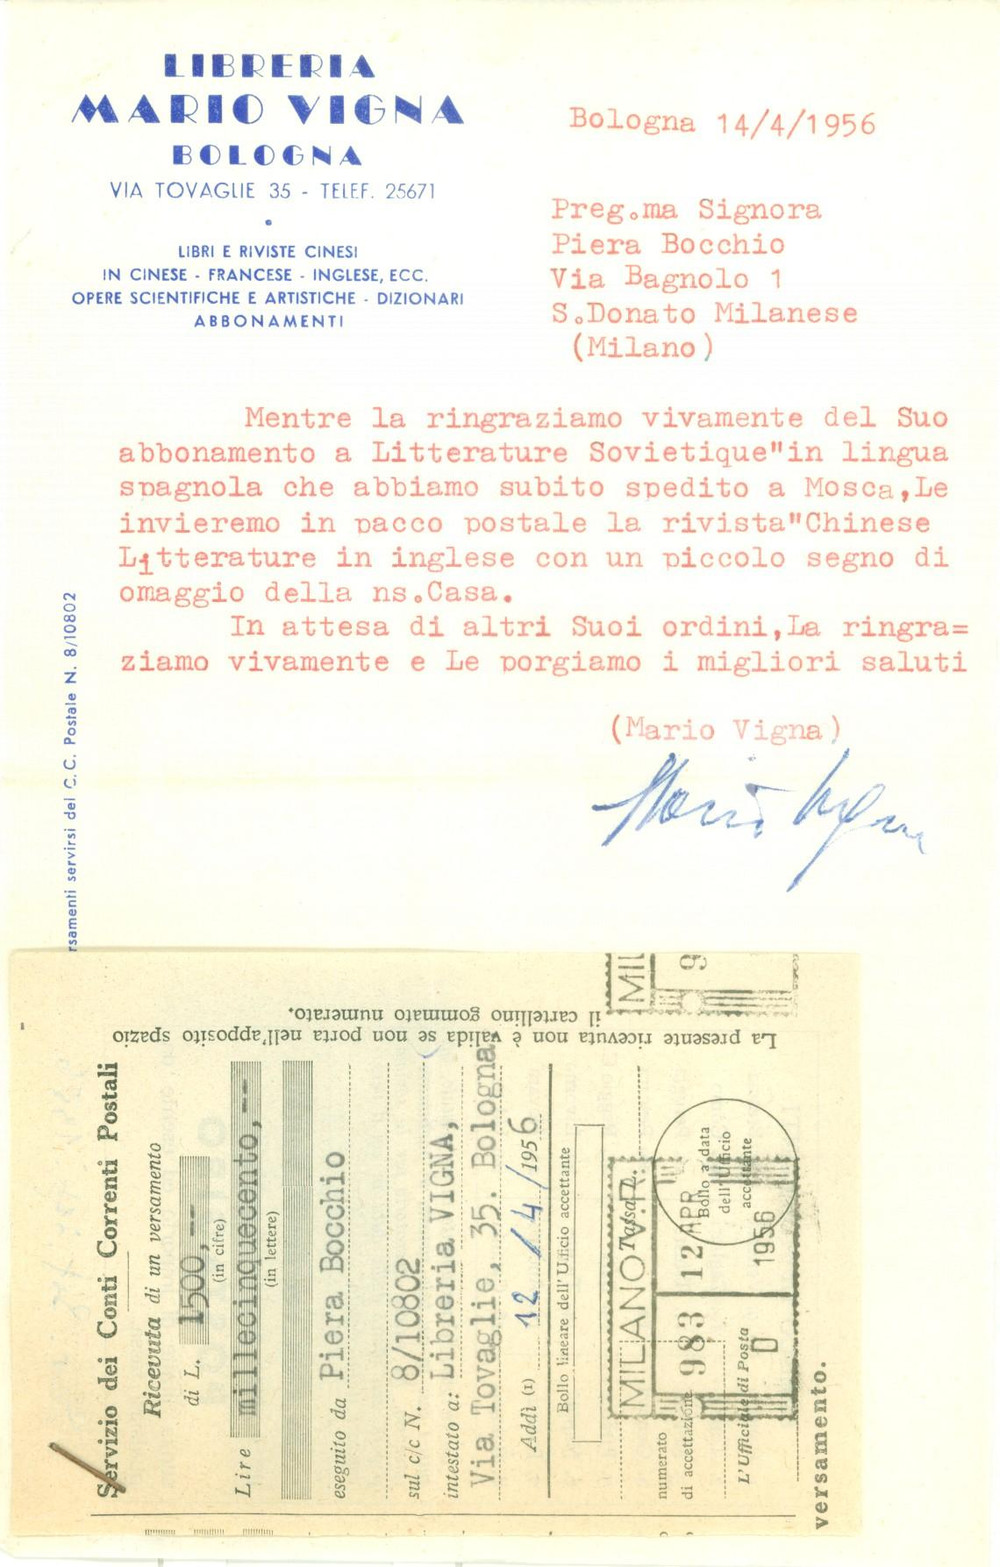 LIBRERIA
MARIO VIGNA
BOLOGNA
VIA TOVAGLIE 35 - TELEF. 25671
LIBRI E RIVISTE CINESI
IN CINESE - FRANCESE - INGLESE, ECC.
OPERE SCIENTIFICHE E ARTISTICHE - DIZIONARI
ABBONAMENTI
Bologna 14/4/1956
Preg.ma Signora
Piera Bocchio
Via Bagnolo 1
S.Donato Milanese
(Milano)
Mentre la ringraziamo vivamente del Suo
abbonamento a Litterature Sovietique"in lingua
spagnola che abbiamo subito spedito a Mosca,Le
invieremo in pacco postale la rivista"Chinese
Litterature in inglese con un piccolo segno di
omaggio della ns.Casa.
In attesa di altri Suoi ordini,La ringra=
ziamo vivamente e Le porgiamo i migliori saluti
(Mario Vigna)
Mario Vigna
rsamenti servirsi del C.C. Postale N. 8/10802
La presente ricevuta non è valida se non porta nell'apposito spazio
il cartellino gommato numerato.
Servizio dei Conti Correnti Postali
Ricevuta di un versamento
di L. 1500,--
(in cifre)
Lire millecinquecento,--
(in lettere)
eseguito da Piera Bocchio
sul c/c N. 8/10802
intestato a: Libreria VIGNA,
Via Tovaglie, 35. Bologna
Addì (1) 12/4/1956
Bollo lineare dell'Ufficio accettante
MILANO V.R.
Tassa L.
983 12 APR 1956
D
numerato
di accettazione
L'Ufficiale di Posta
Bollo a data
dell'Ufficio
accettante
MIL
9
versamento.